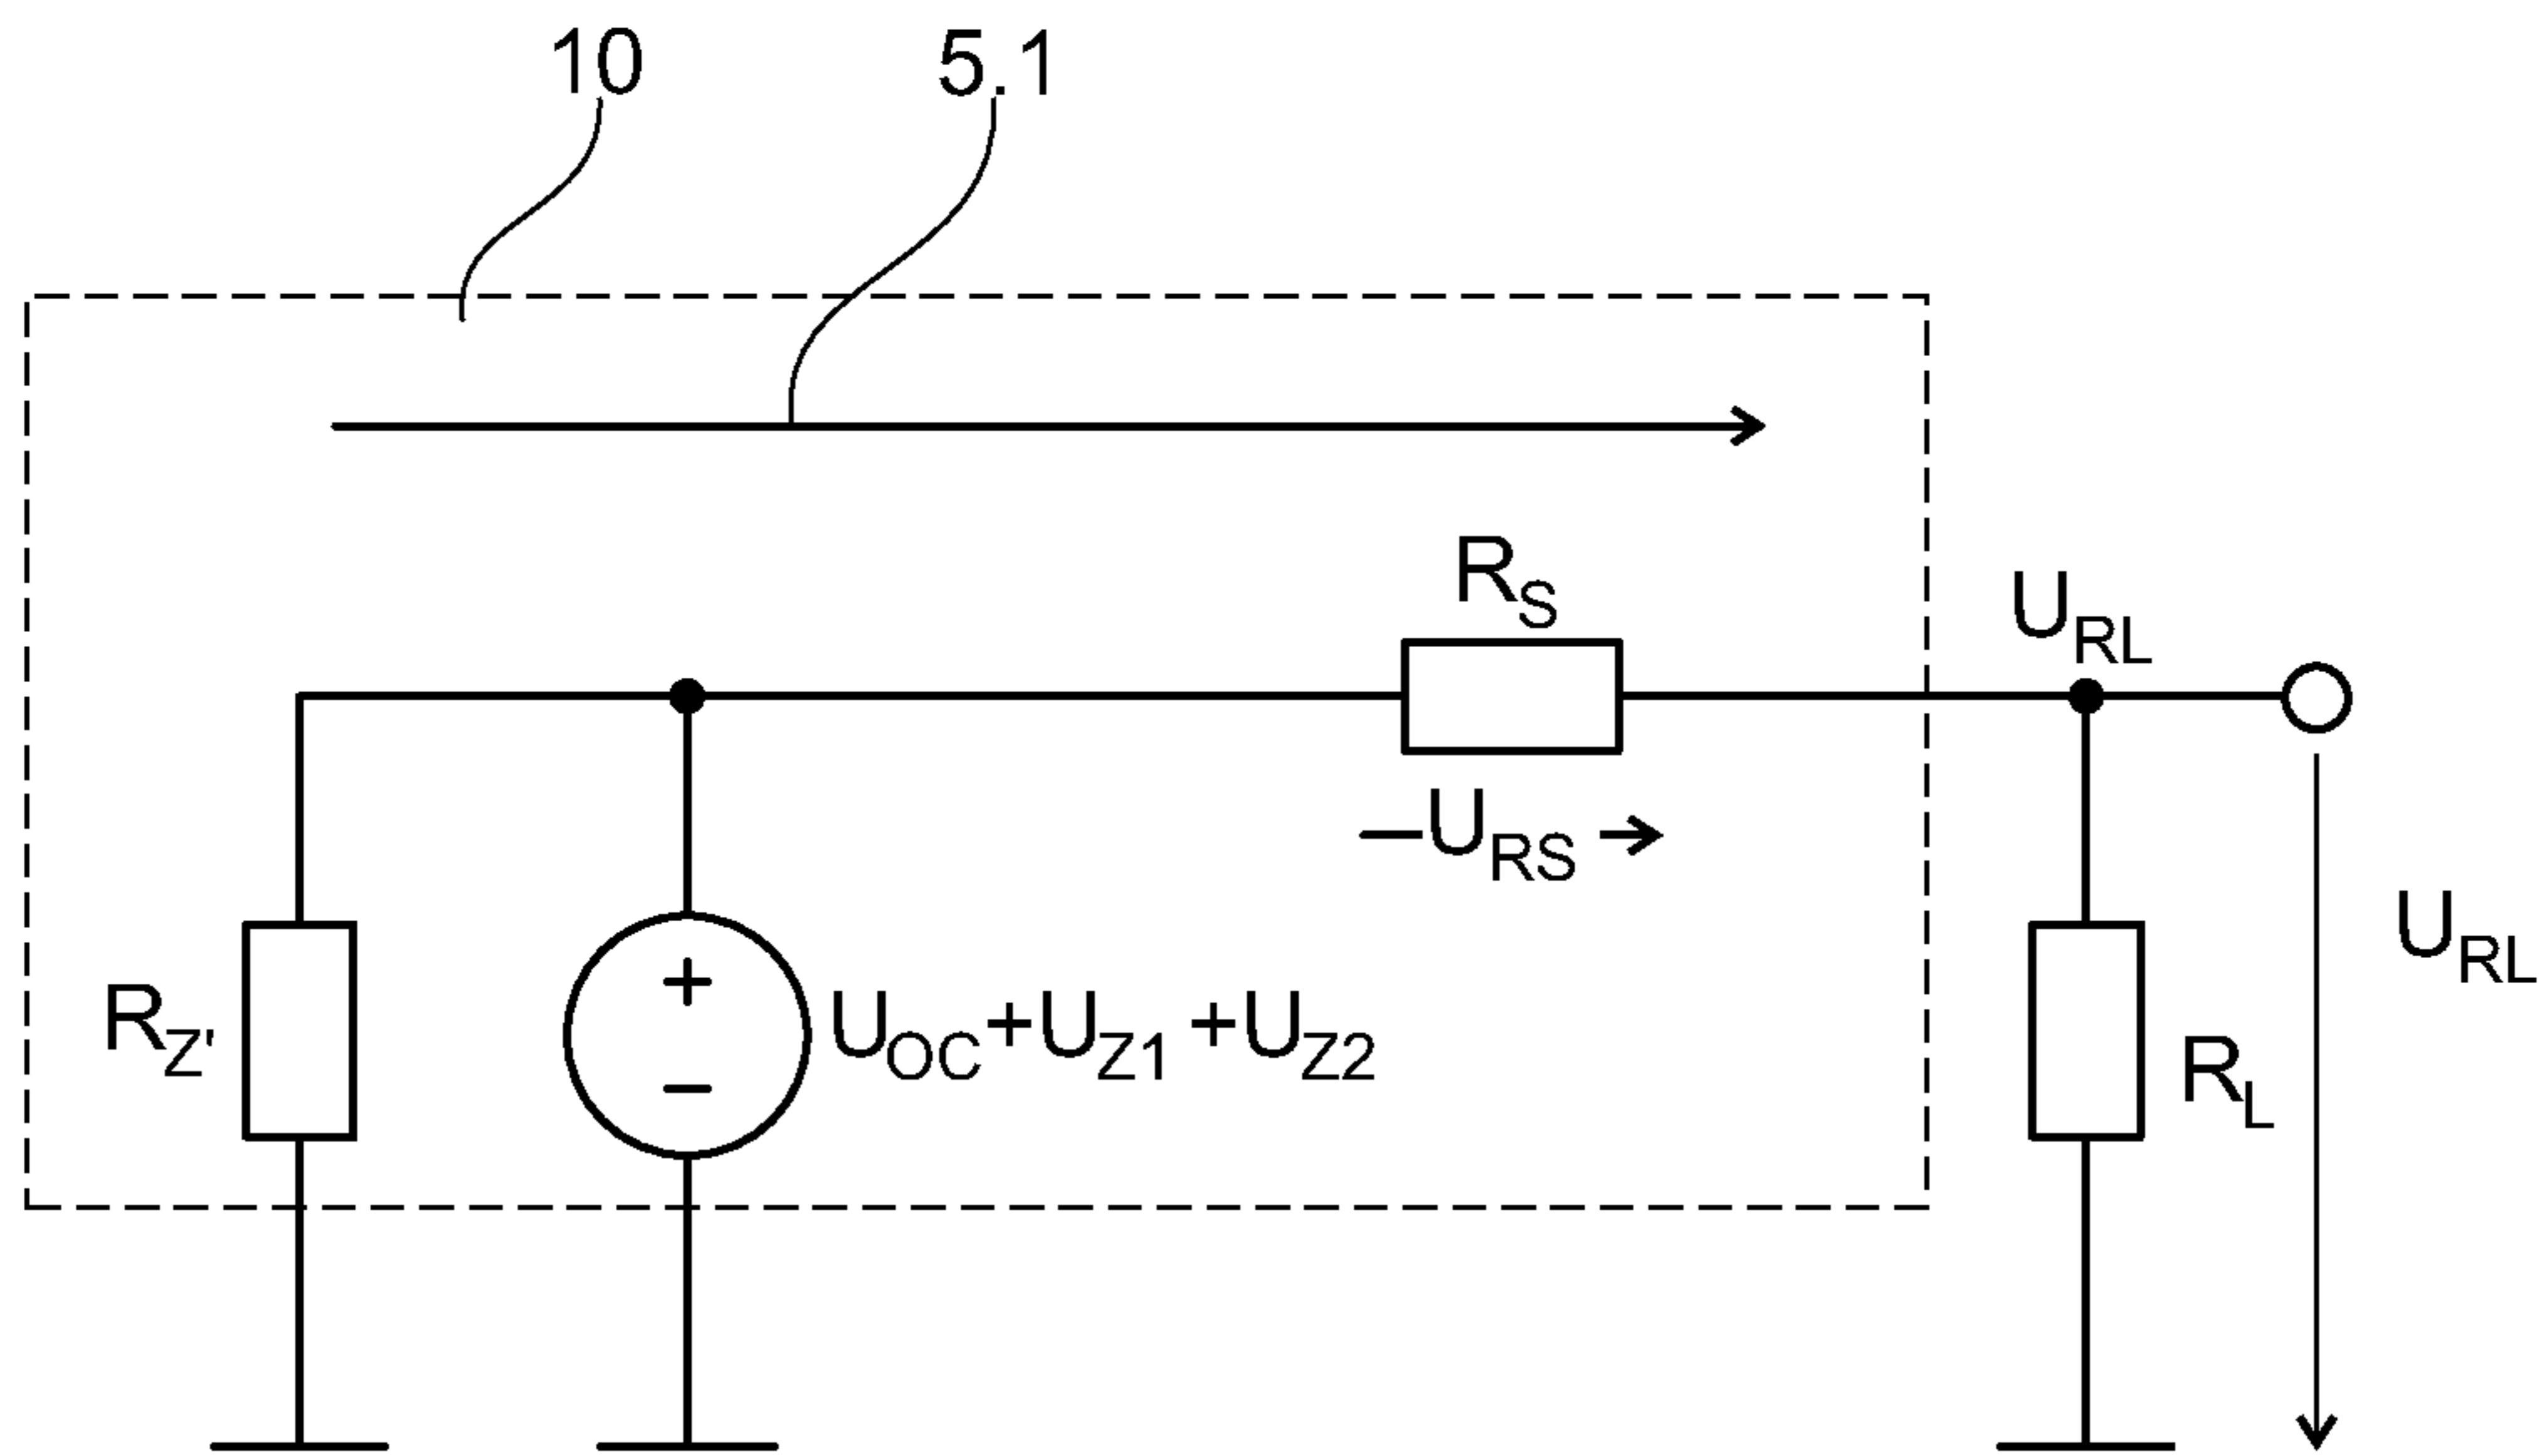 10 5.1
R_S
U_RL
—U_RS →
U_RL
R_Z'
+
−
U_OC+U_Z1+U_Z2
R_L